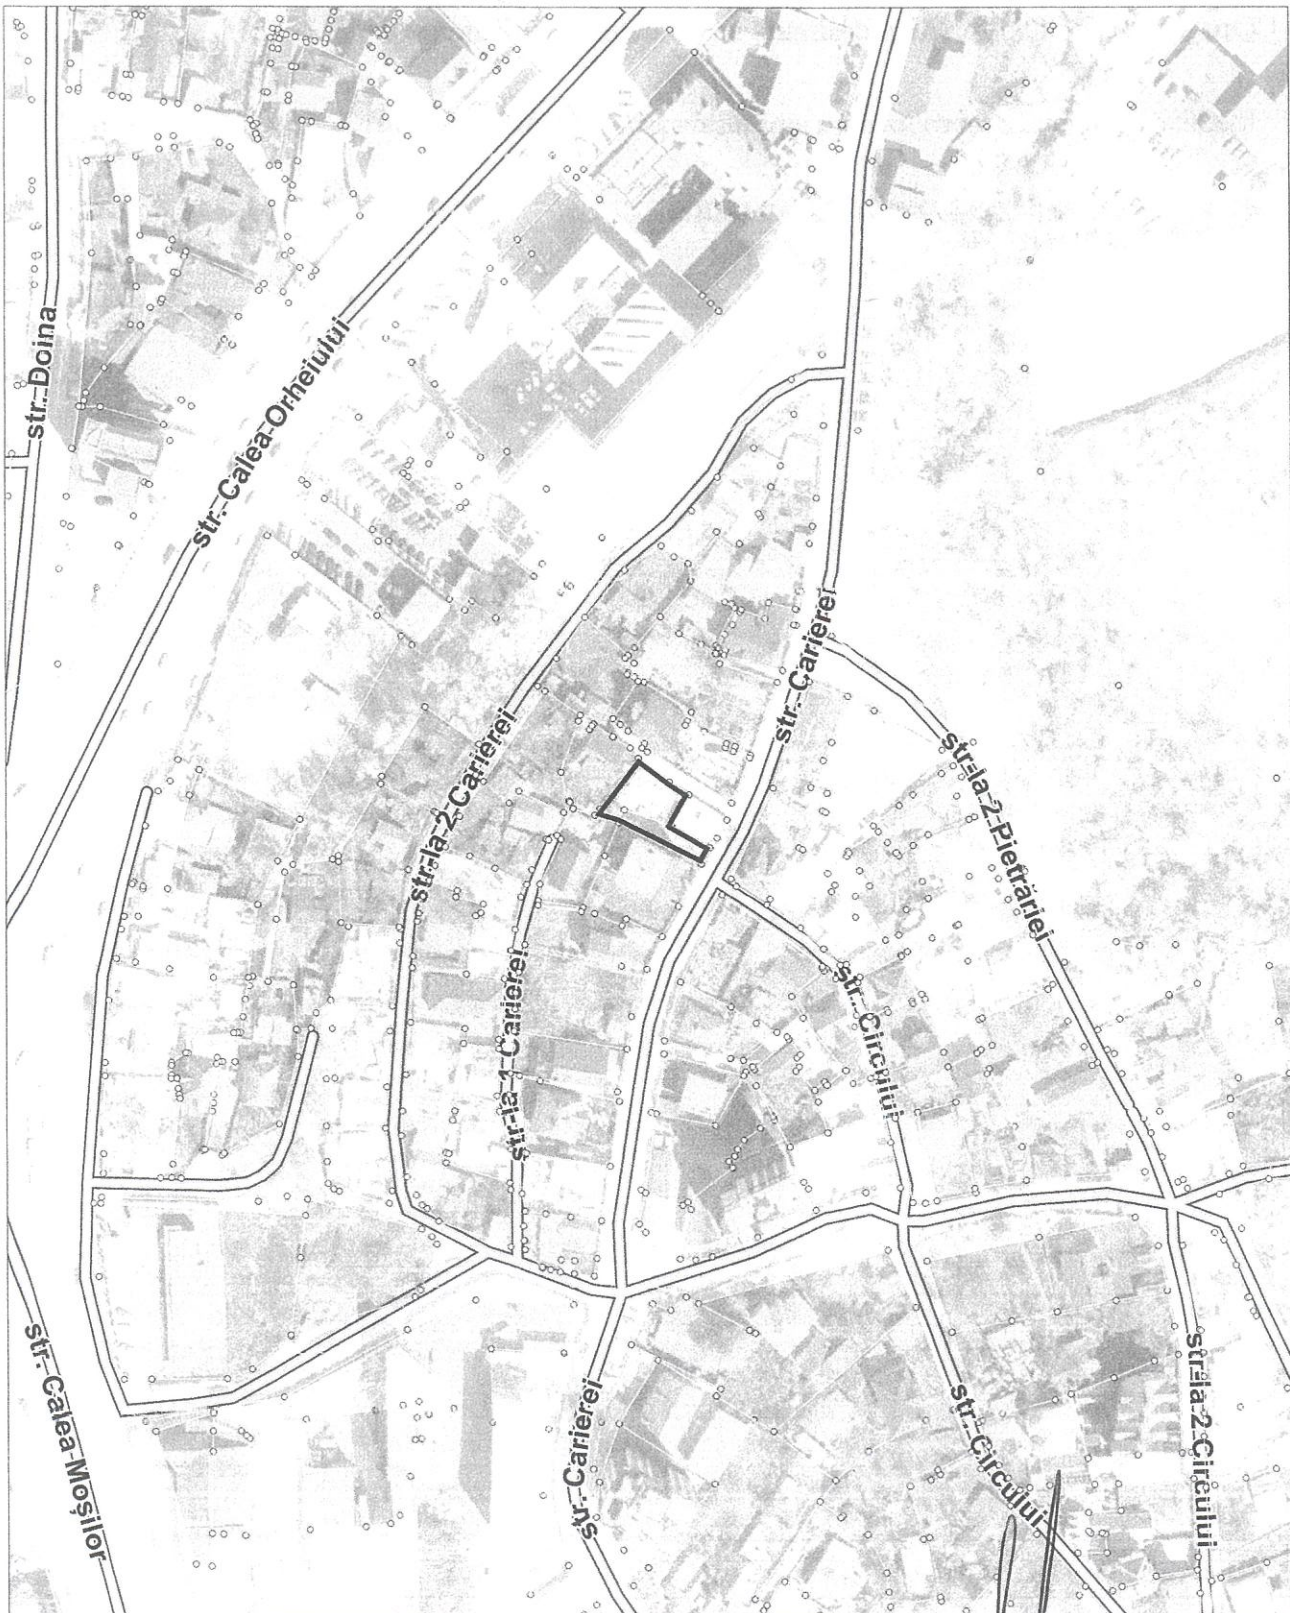 str. Doina
str. Calea Orheiului
str. Carierei
str-la 2 Carierei
str-la 2 Pietrăriei
str-la 1 Carierei
str. Circului
str. Calea Moșilor
str. Carierei
str. Circului
str-la 2 Circului